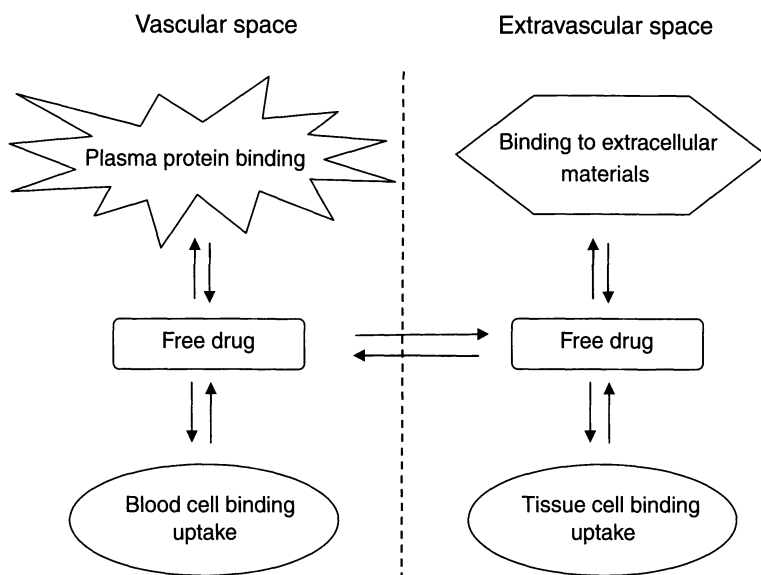 Vascular space
Extravascular space
Plasma protein binding
Binding to extracellular
materials
Free drug
Free drug
Blood cell binding
uptake
Tissue cell binding
uptake